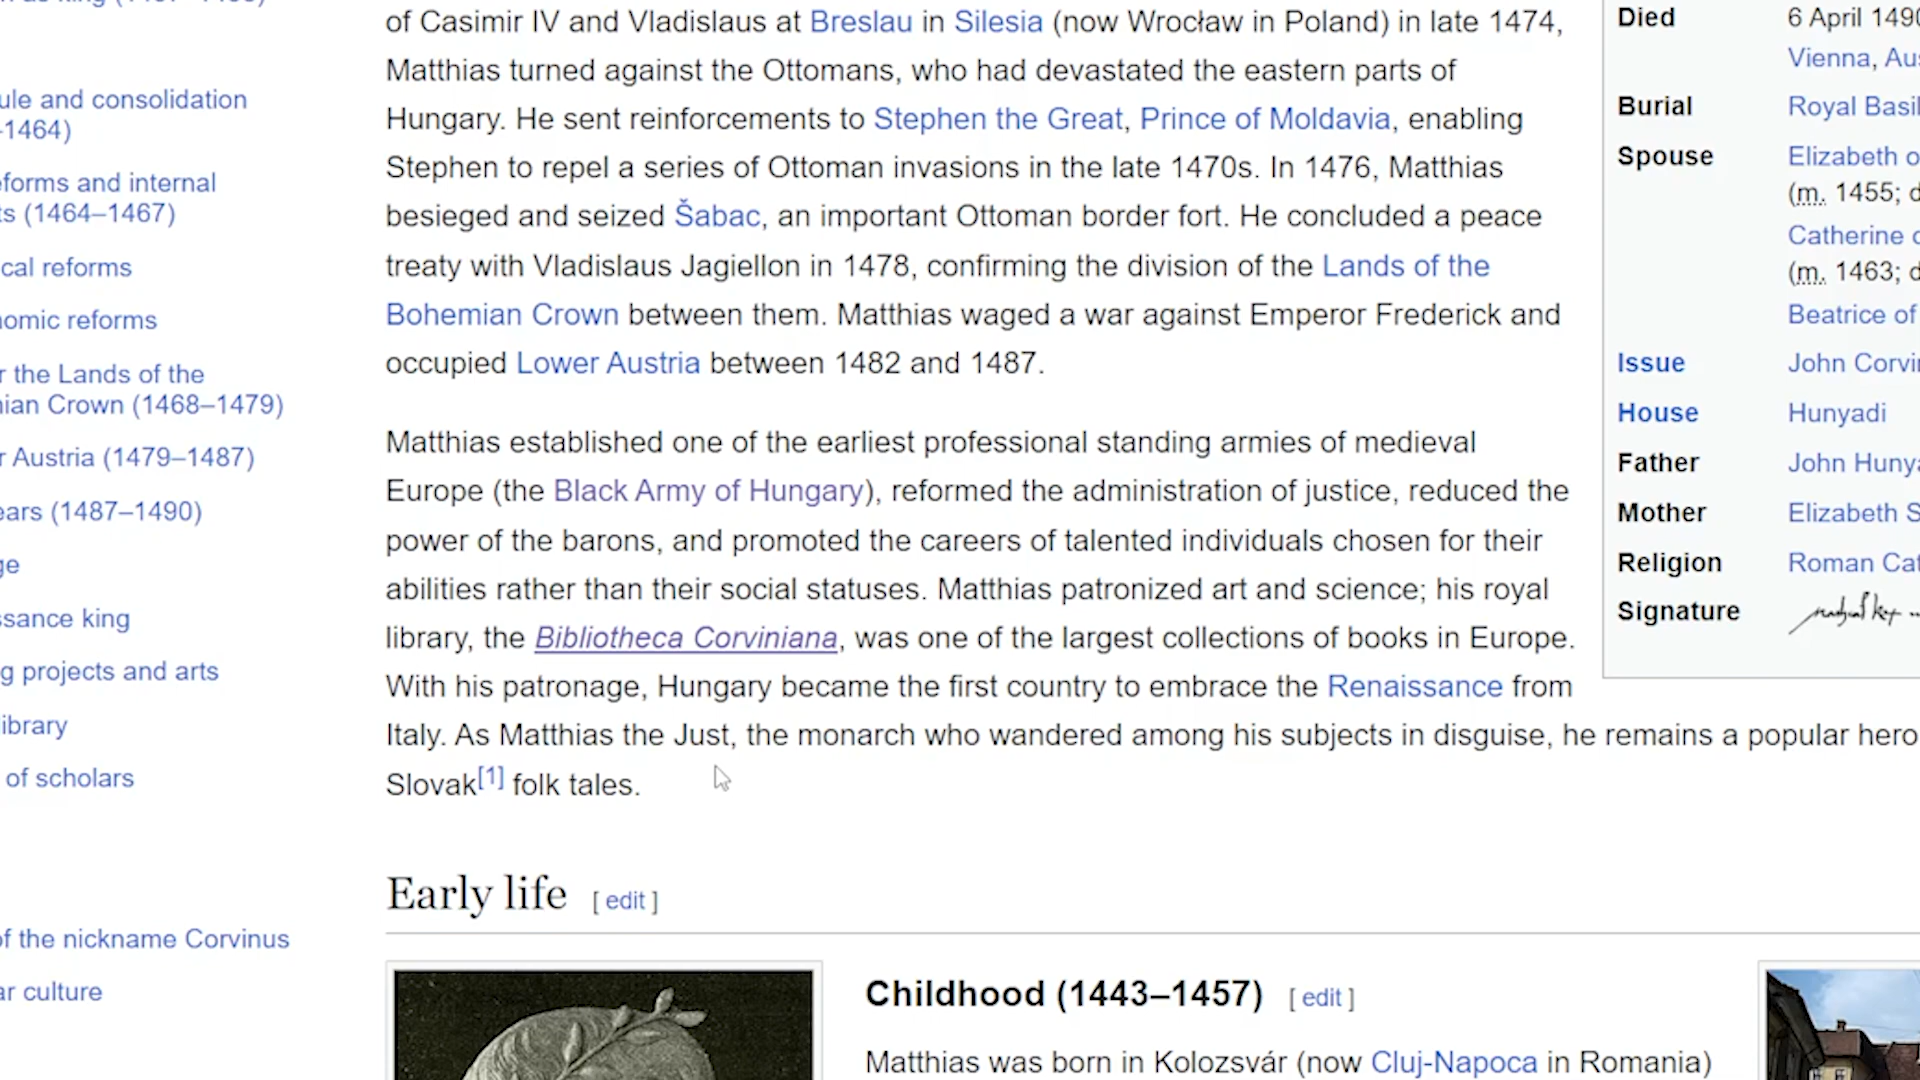 ule and consolidation
–1464)
eforms and internal
ts (1464–1467)
cal reforms
nomic reforms
r the Lands of the
nian Crown (1468–1479)
r Austria (1479–1487)
ears (1487–1490)
ge
ssance king
g projects and arts
ibrary
of scholars
of the nickname Corvinus
ar culture
of Casimir IV and Vladislaus at Breslau in Silesia (now Wrocław in Poland) in late 1474,
Matthias turned against the Ottomans, who had devastated the eastern parts of
Hungary. He sent reinforcements to Stephen the Great, Prince of Moldavia, enabling
Stephen to repel a series of Ottoman invasions in the late 1470s. In 1476, Matthias
besieged and seized Šabac, an important Ottoman border fort. He concluded a peace
treaty with Vladislaus Jagiellon in 1478, confirming the division of the Lands of the
Bohemian Crown between them. Matthias waged a war against Emperor Frederick and
occupied Lower Austria between 1482 and 1487.
Matthias established one of the earliest professional standing armies of medieval
Europe (the Black Army of Hungary), reformed the administration of justice, reduced the
power of the barons, and promoted the careers of talented individuals chosen for their
abilities rather than their social statuses. Matthias patronized art and science; his royal
library, the Bibliotheca Corviniana, was one of the largest collections of books in Europe.
With his patronage, Hungary became the first country to embrace the Renaissance from
Italy. As Matthias the Just, the monarch who wandered among his subjects in disguise, he remains a popular hero
Slovak[1] folk tales.
Early life [ edit ]
Childhood (1443–1457) [ edit ]
Matthias was born in Kolozsvár (now Cluj-Napoca in Romania)
Died 6 April 1490
Vienna, Aus
Burial Royal Basil
Spouse Elizabeth o
(m. 1455; d
Catherine o
(m. 1463; d
Beatrice of
Issue John Corvin
House Hunyadi
Father John Hunya
Mother Elizabeth S
Religion Roman Cat
Signature